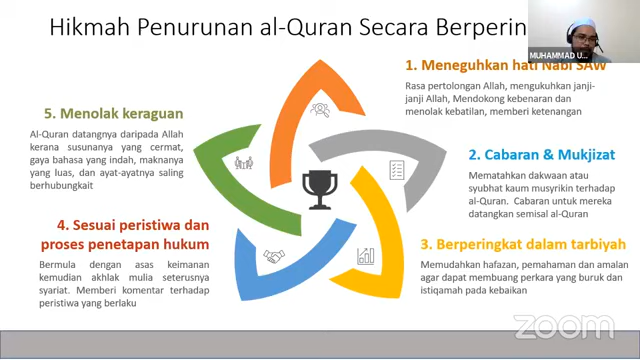 Hikmah Penurunan al-Quran Secara Berpering
MUHAMMAD U...
1. Meneguhkan hati Nabi SAW
Rasa pertolongan Allah, mengukuhkan janji-
janji Allah, Mendokong kebenaran dan
menolak kebatilan, memberi ketenangan
2. Cabaran & Mukjizat
Mematahkan dakwaan atau
syubhat kaum musyrikin terhadap
al-Quran. Cabaran untuk mereka
datangkan semisal al-Quran
3. Berperingkat dalam tarbiyah
Memudahkan hafazan, pemahaman dan amalan
agar dapat membuang perkara yang buruk dan
istiqamah pada kebaikan
4. Sesuai peristiwa dan
proses penetapan hukum
Bermula dengan asas keimanan
kemudian akhlak mulia seterusnya
syariat. Memberi komentar terhadap
peristiwa yang berlaku
5. Menolak keraguan
Al-Quran datangnya daripada Allah
kerana susunanya yang cermat,
gaya bahasa yang indah, maknanya
yang luas, dan ayat-ayatnya saling
berhubungkait
zoom